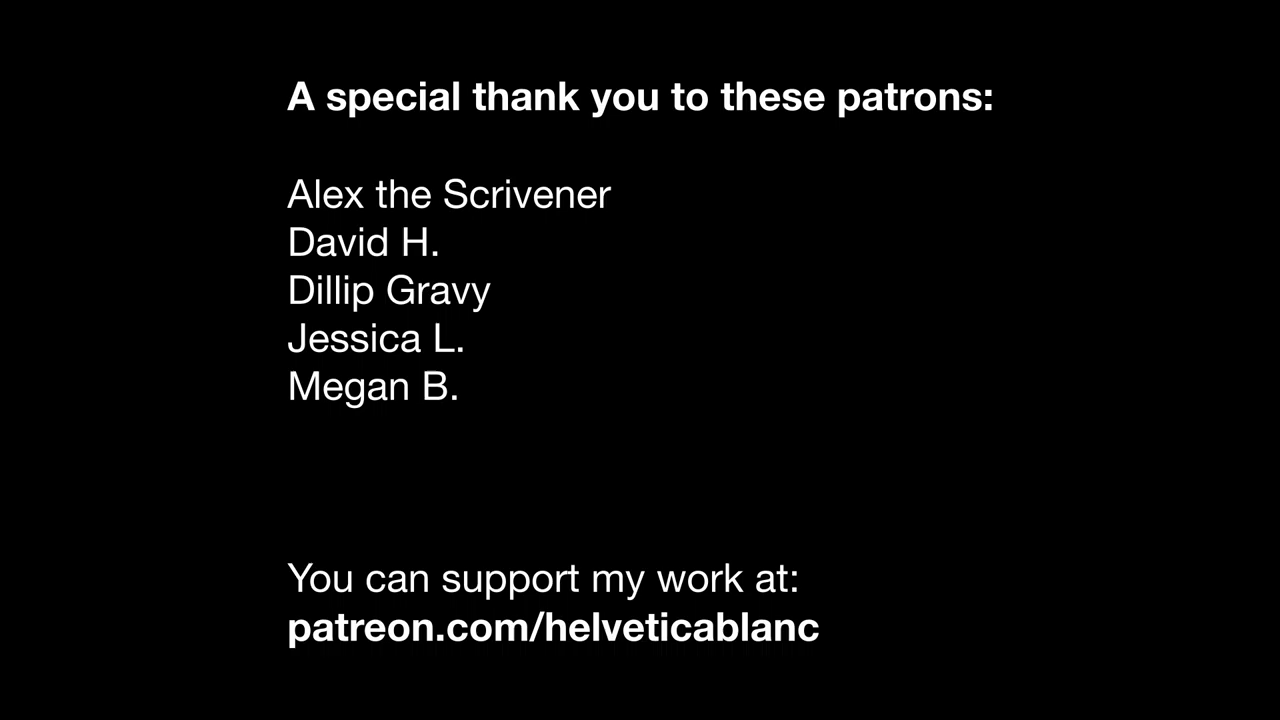 A special thank you to these patrons:
Alex the Scrivener
David H.
Dillip Gravy
Jessica L.
Megan B.
You can support my work at:
patreon.com/helveticablanc